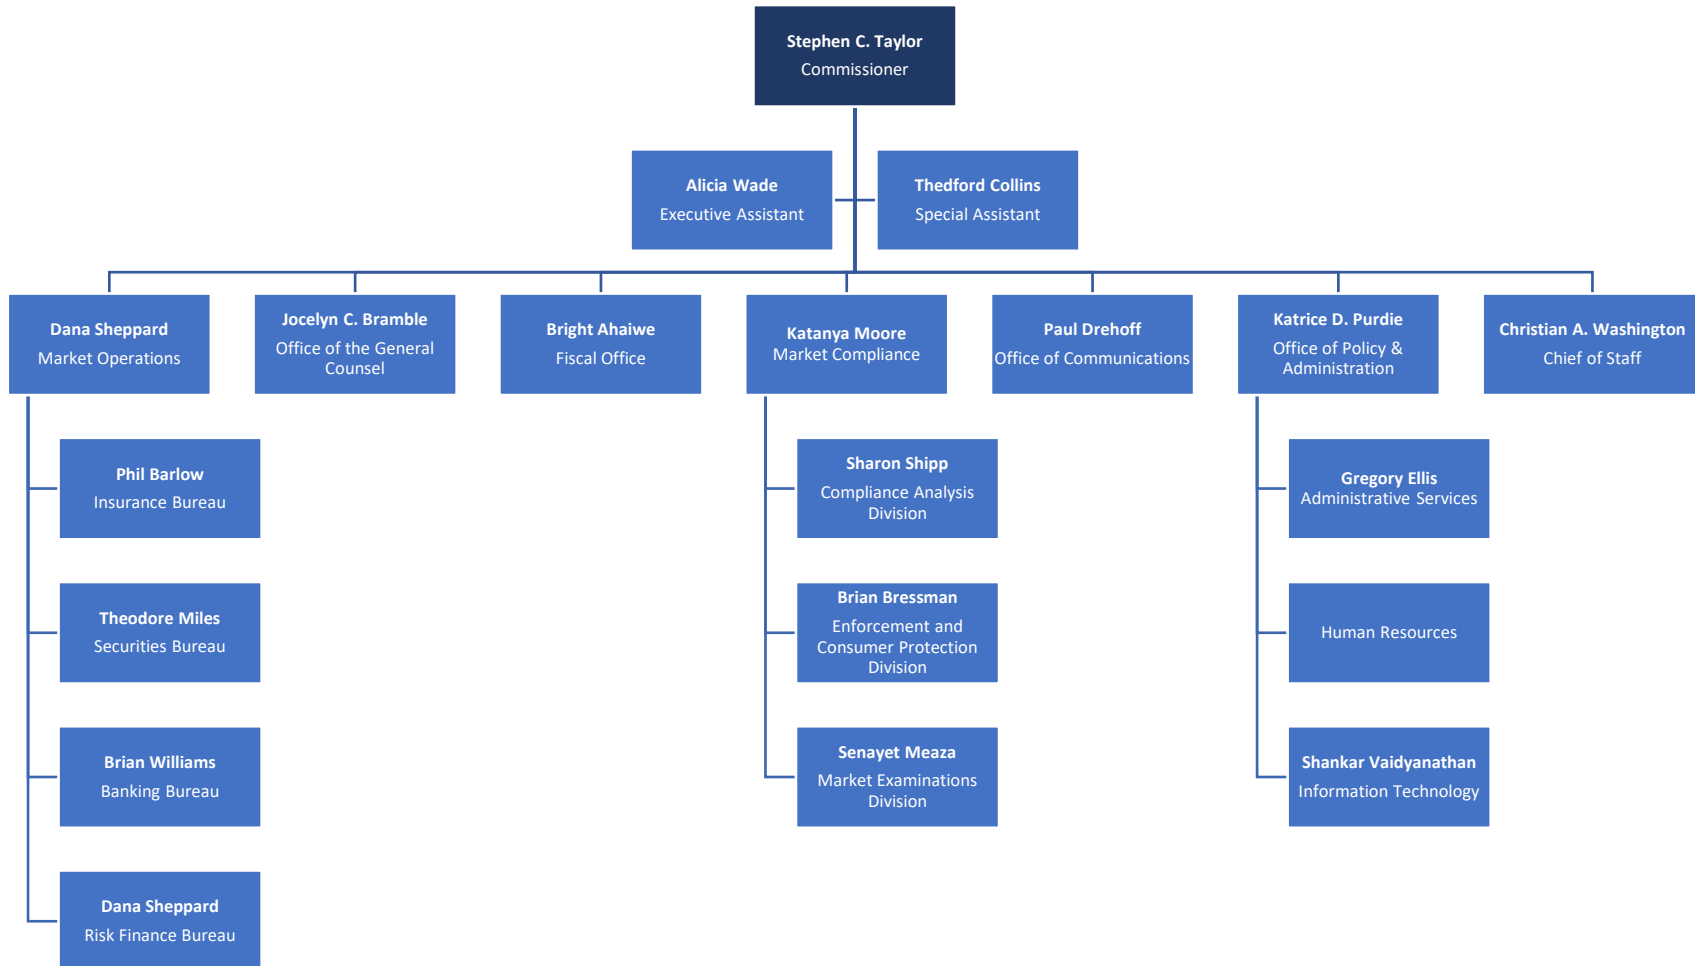 Stephen C. Taylor
Commissioner
Alicia Wade
Executive Assistant
Thedford Collins
Special Assistant
Dana Sheppard
Market Operations
Jocelyn C. Bramble
Office of the General
Counsel
Bright Ahaiwe
Fiscal Office
Katanya Moore
Market Compliance
Paul Drehoff
Office of Communications
Katrice D. Purdie
Office of Policy &
Administration
Christian A. Washington
Chief of Staff
Phil Barlow
Insurance Bureau
Sharon Shipp
Compliance Analysis
Division
Gregory Ellis
Administrative Services
Theodore Miles
Securities Bureau
Brian Bressman
Enforcement and
Consumer Protection
Division
Human Resources
Brian Williams
Banking Bureau
Senayet Meaza
Market Examinations
Division
Shankar Vaidyanathan
Information Technology
Dana Sheppard
Risk Finance Bureau